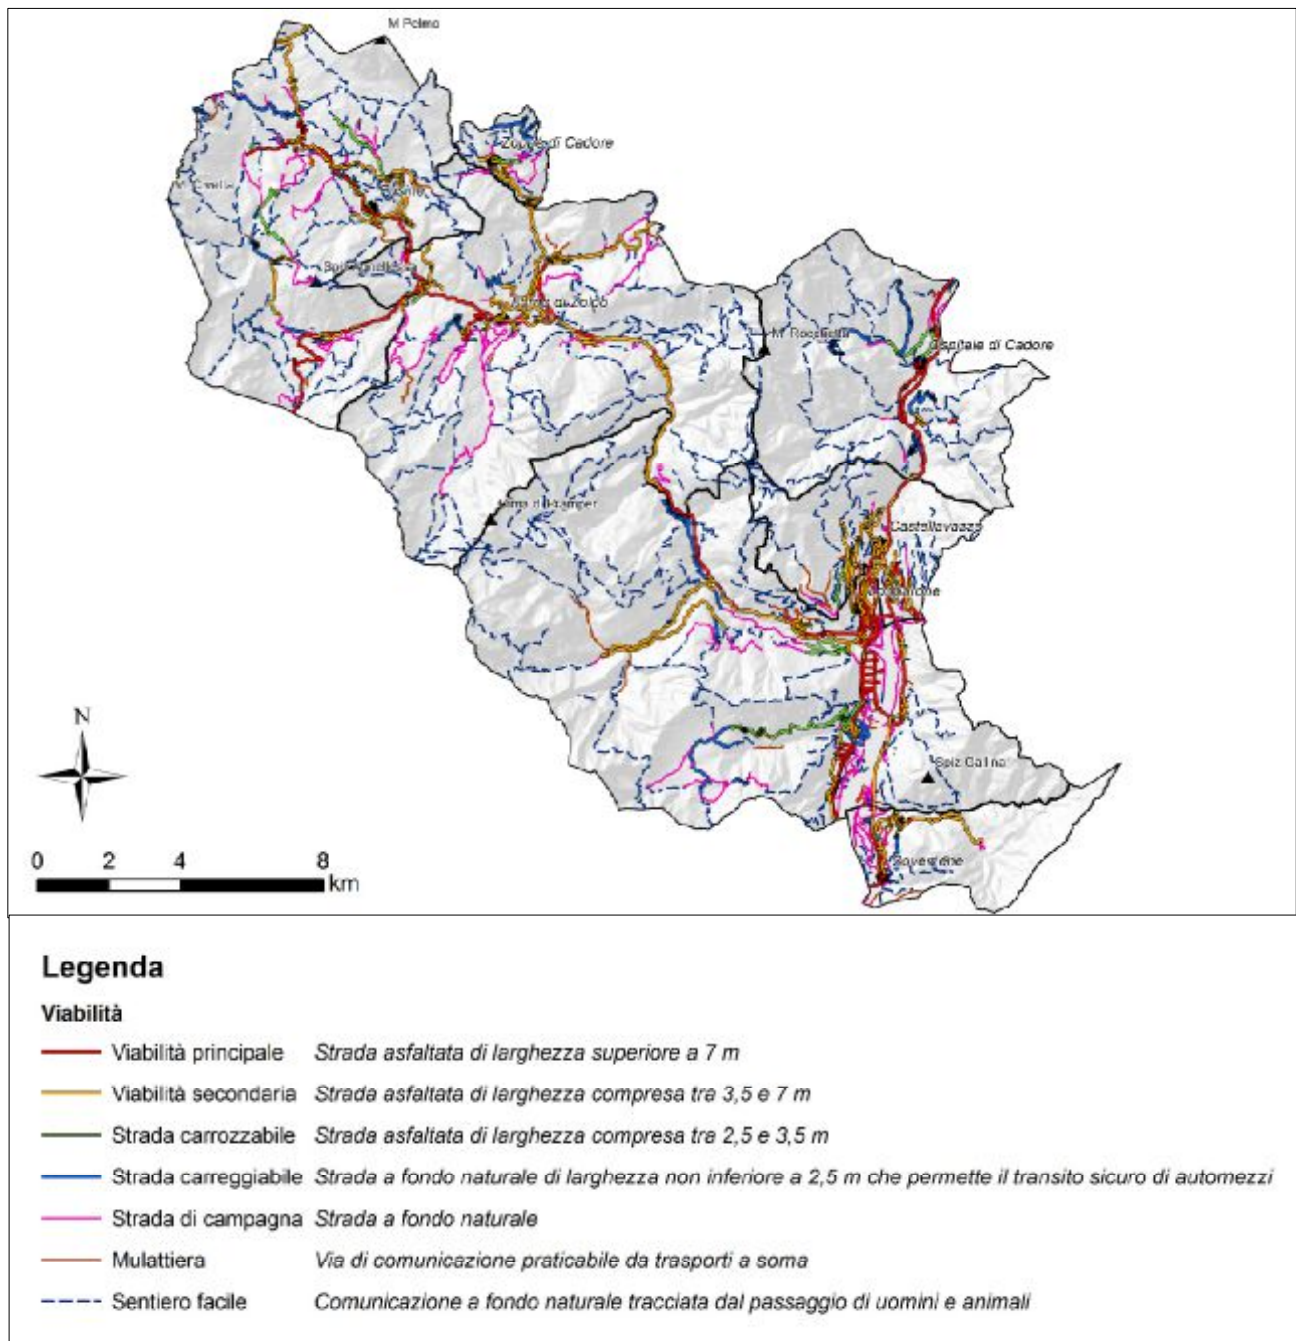 M Pelmo
Zoppè di Cadore
Forno di Zoldo
M. Rocchetta
Ospitale di Cadore
Cima di Pramper
Castellavazzo
Longarone
Spiz Gallina
Soverzene
N
0 2 4 8
km
Legenda
Viabilità
Viabilità principale Strada asfaltata di larghezza superiore a 7 m
Viabilità secondaria Strada asfaltata di larghezza compresa tra 3,5 e 7 m
Strada carrozzabile Strada asfaltata di larghezza compresa tra 2,5 e 3,5 m
Strada carreggiabile Strada a fondo naturale di larghezza non inferiore a 2,5 m che permette il transito sicuro di automezzi
Strada di campagna Strada a fondo naturale
Mulattiera Via di comunicazione praticabile da trasporti a soma
Sentiero facile Comunicazione a fondo naturale tracciata dal passaggio di uomini e animali